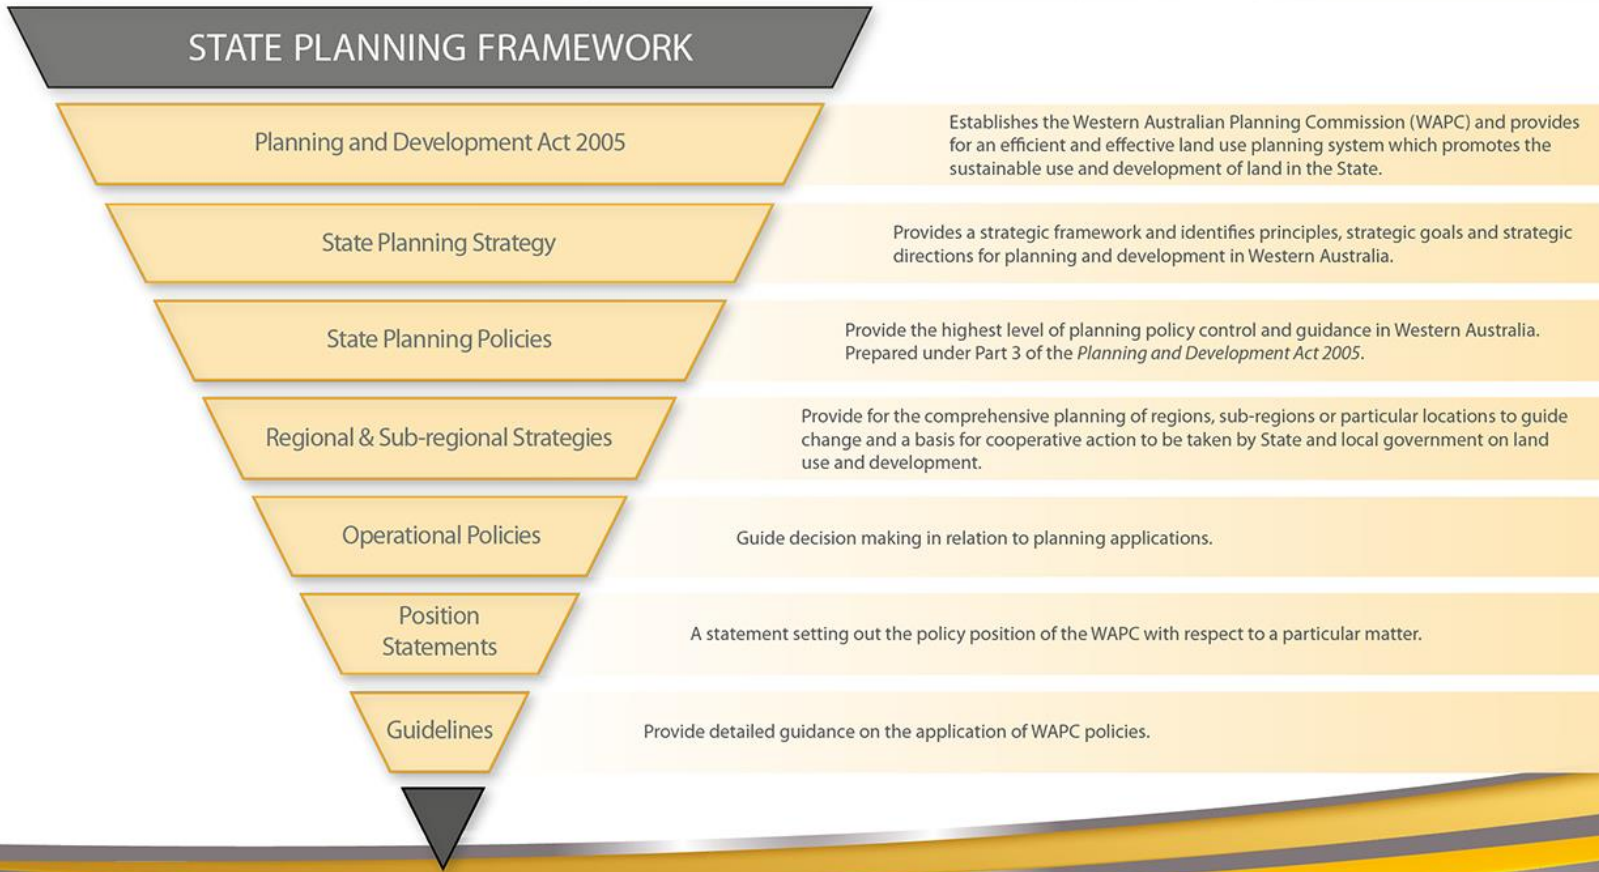 STATE PLANNING FRAMEWORK
Planning and Development Act 2005
Establishes the Western Australian Planning Commission (WAPC) and provides
for an efficient and effective land use planning system which promotes the
sustainable use and development of land in the State.
State Planning Strategy
Provides a strategic framework and identifies principles, strategic goals and strategic
directions for planning and development in Western Australia.
State Planning Policies
Provide the highest level of planning policy control and guidance in Western Australia.
Prepared under Part 3 of the Planning and Development Act 2005.
Regional & Sub-regional Strategies
Provide for the comprehensive planning of regions, sub-regions or particular locations to guide
change and a basis for cooperative action to be taken by State and local government on land
use and development.
Operational Policies
Guide decision making in relation to planning applications.
Position
Statements
A statement setting out the policy position of the WAPC with respect to a particular matter.
Guidelines
Provide detailed guidance on the application of WAPC policies.